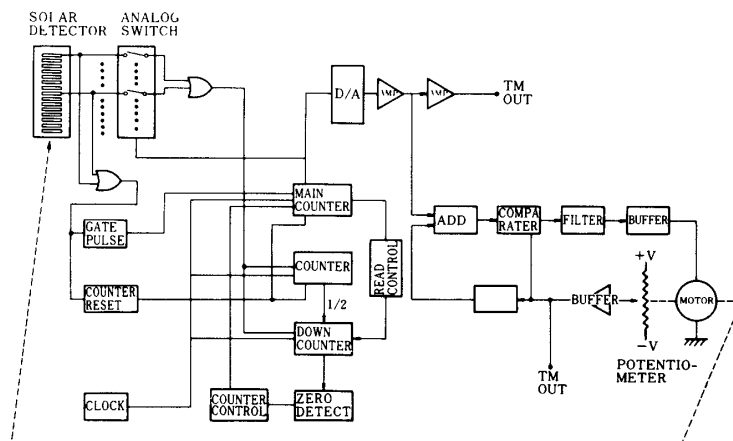 SOLAR
DETECTOR
ANALOG
SWITCH
D/A
AMP
AMP
TM
OUT
MAIN
COUNTER
ADD
COMPA
RATER
FILTER
BUFFER
GATE
PULSE
COUNTER
READ CONTROL
+V
MOTOR
COUNTER
RESET
1/2
BUFFER
DOWN
COUNTER
-V
POTENTIO-
METER
TM
OUT
CLOCK
COUNTER
CONTROL
ZERO
DETECT